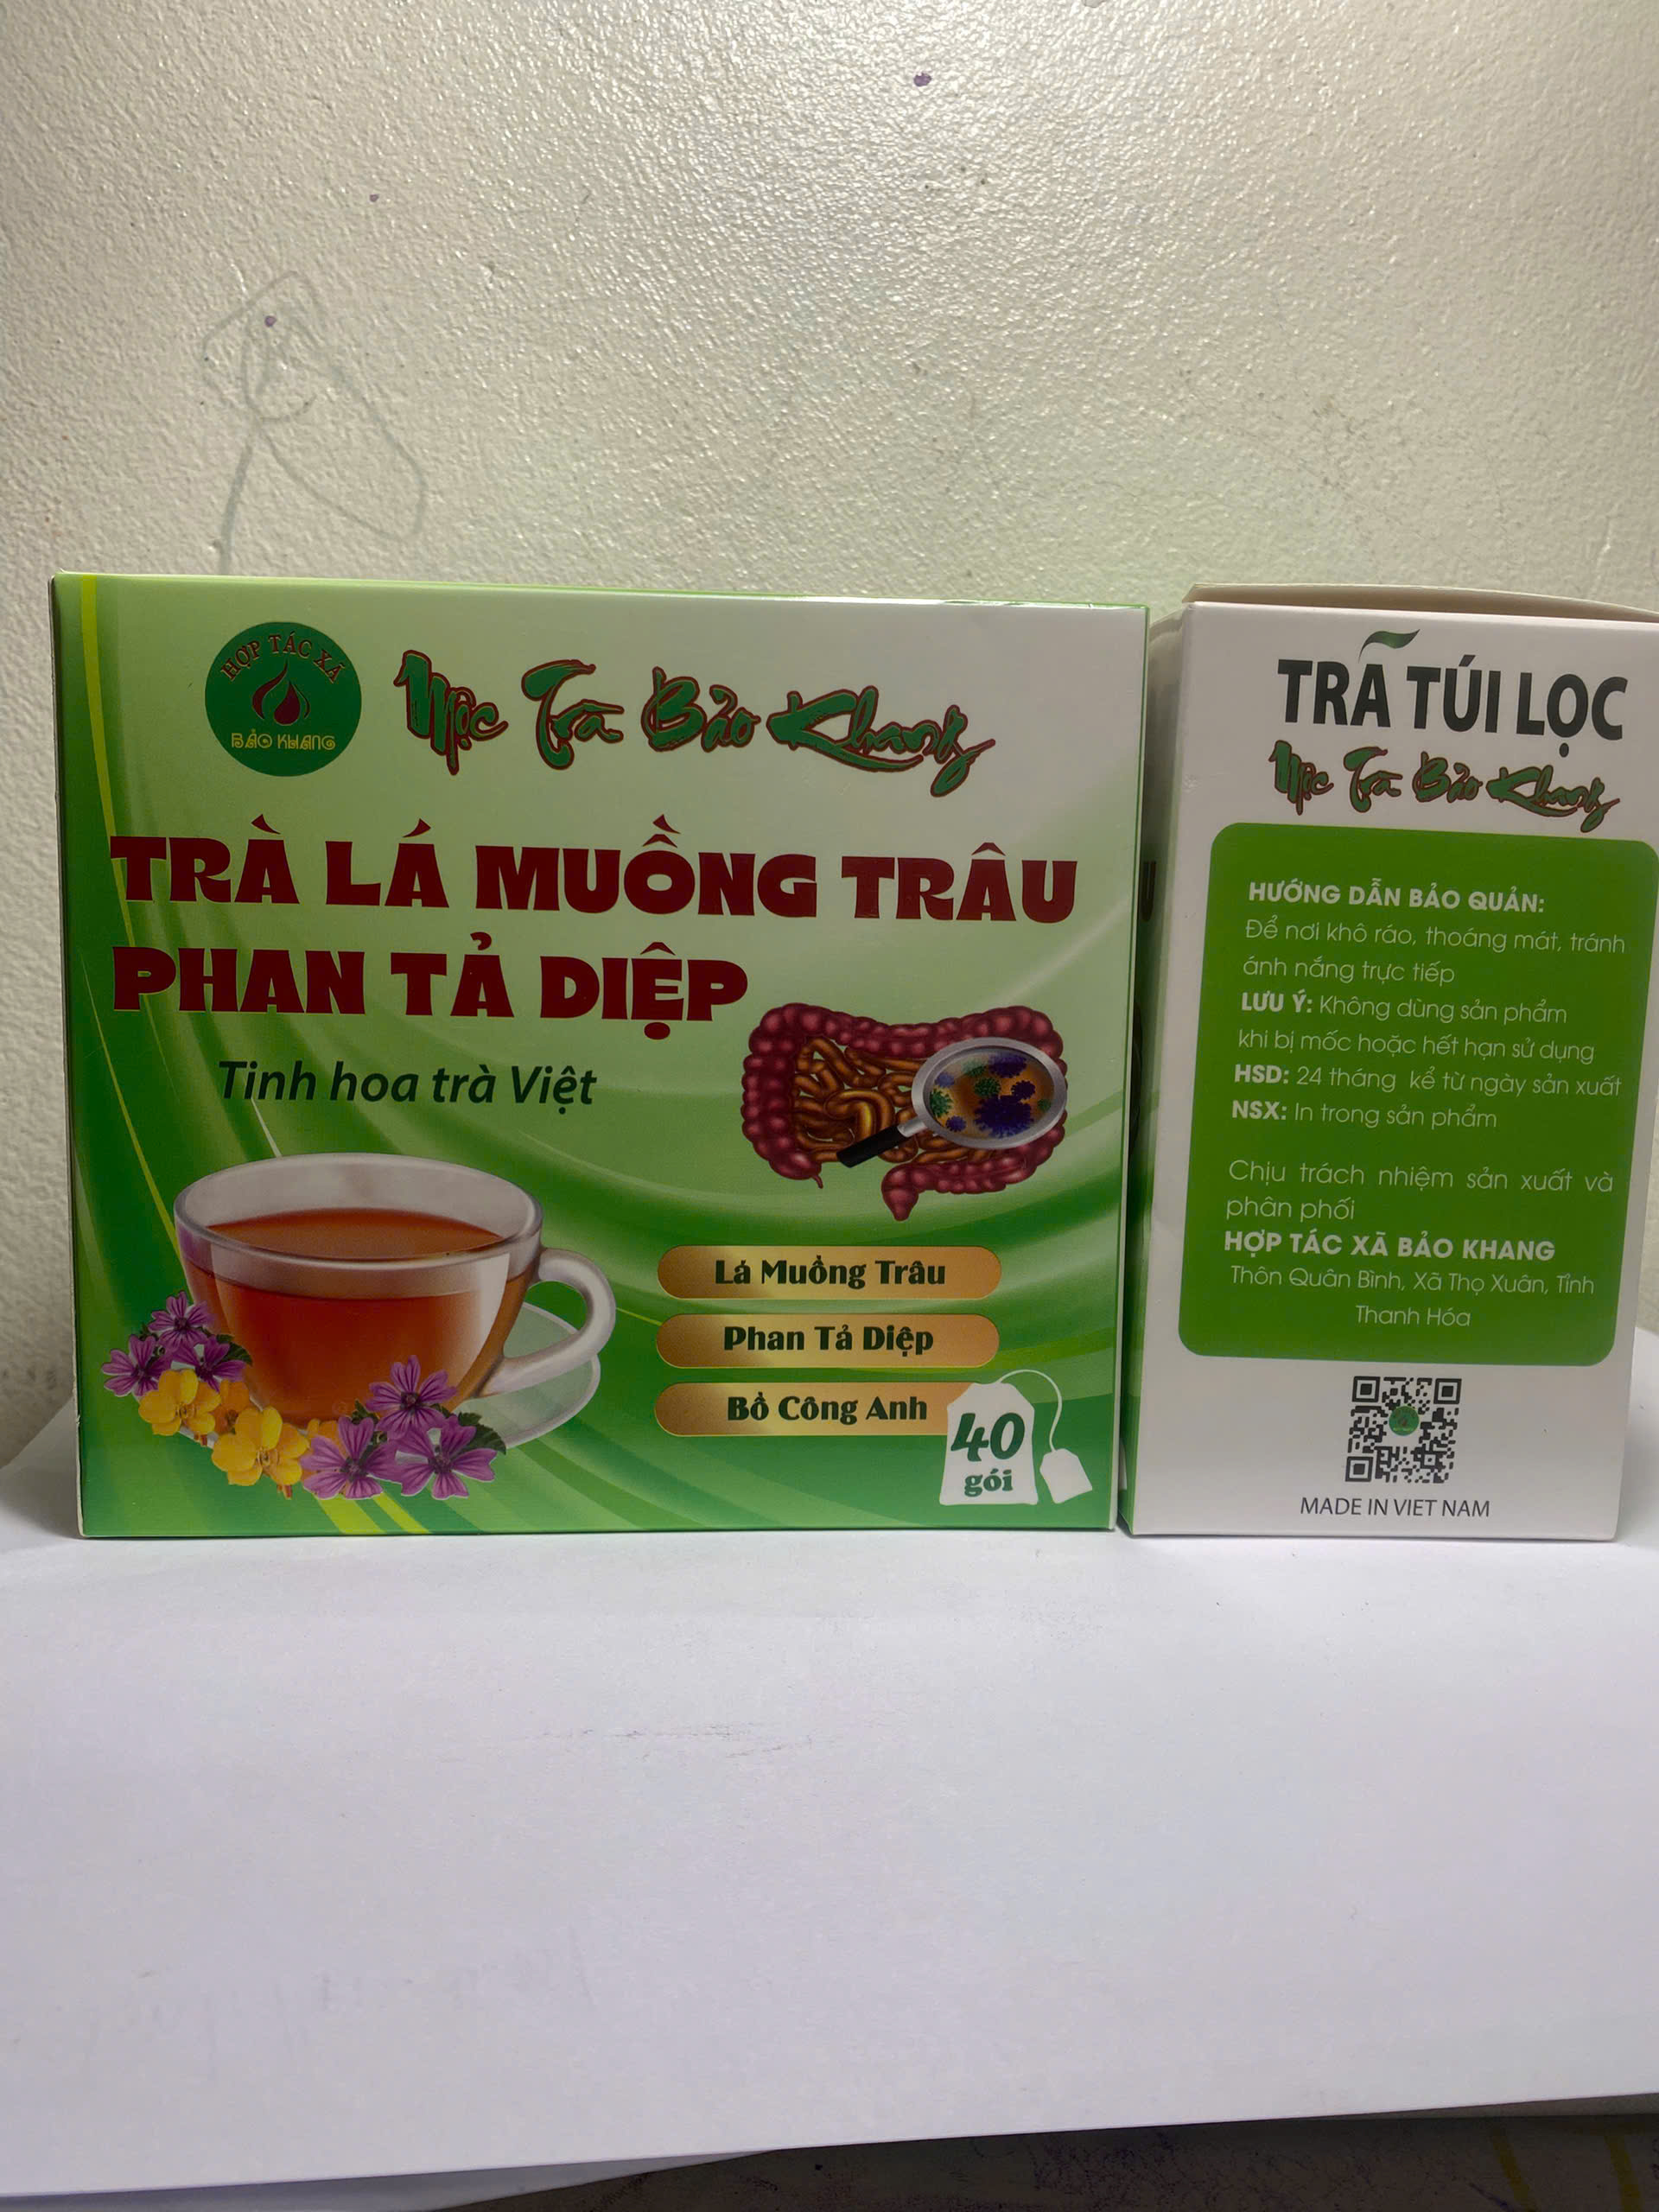 HỢP TÁC XÃ
BẢO KHANG
Mộc Trà Bảo Khang
TRÀ LÁ MUỒNG TRÂU
PHAN TẢ DIỆP
Tinh hoa trà Việt
Lá Muồng Trâu
Phan Tả Diệp
Bồ Công Anh
40
gói
TRÀ TÚI LỌC
Mộc Trà Bảo Khang
HƯỚNG DẪN BẢO QUẢN:
Để nơi khô ráo, thoáng mát, tránh
ánh nắng trực tiếp
LƯU Ý: Không dùng sản phẩm
khi bị mốc hoặc hết hạn sử dụng
HSD: 24 tháng kể từ ngày sản xuất
NSX: In trong sản phẩm
Chịu trách nhiệm sản xuất và
phân phối
HỢP TÁC XÃ BẢO KHANG
Thôn Quân Bình, Xã Thọ Xuân, Tỉnh
Thanh Hóa
MADE IN VIET NAM